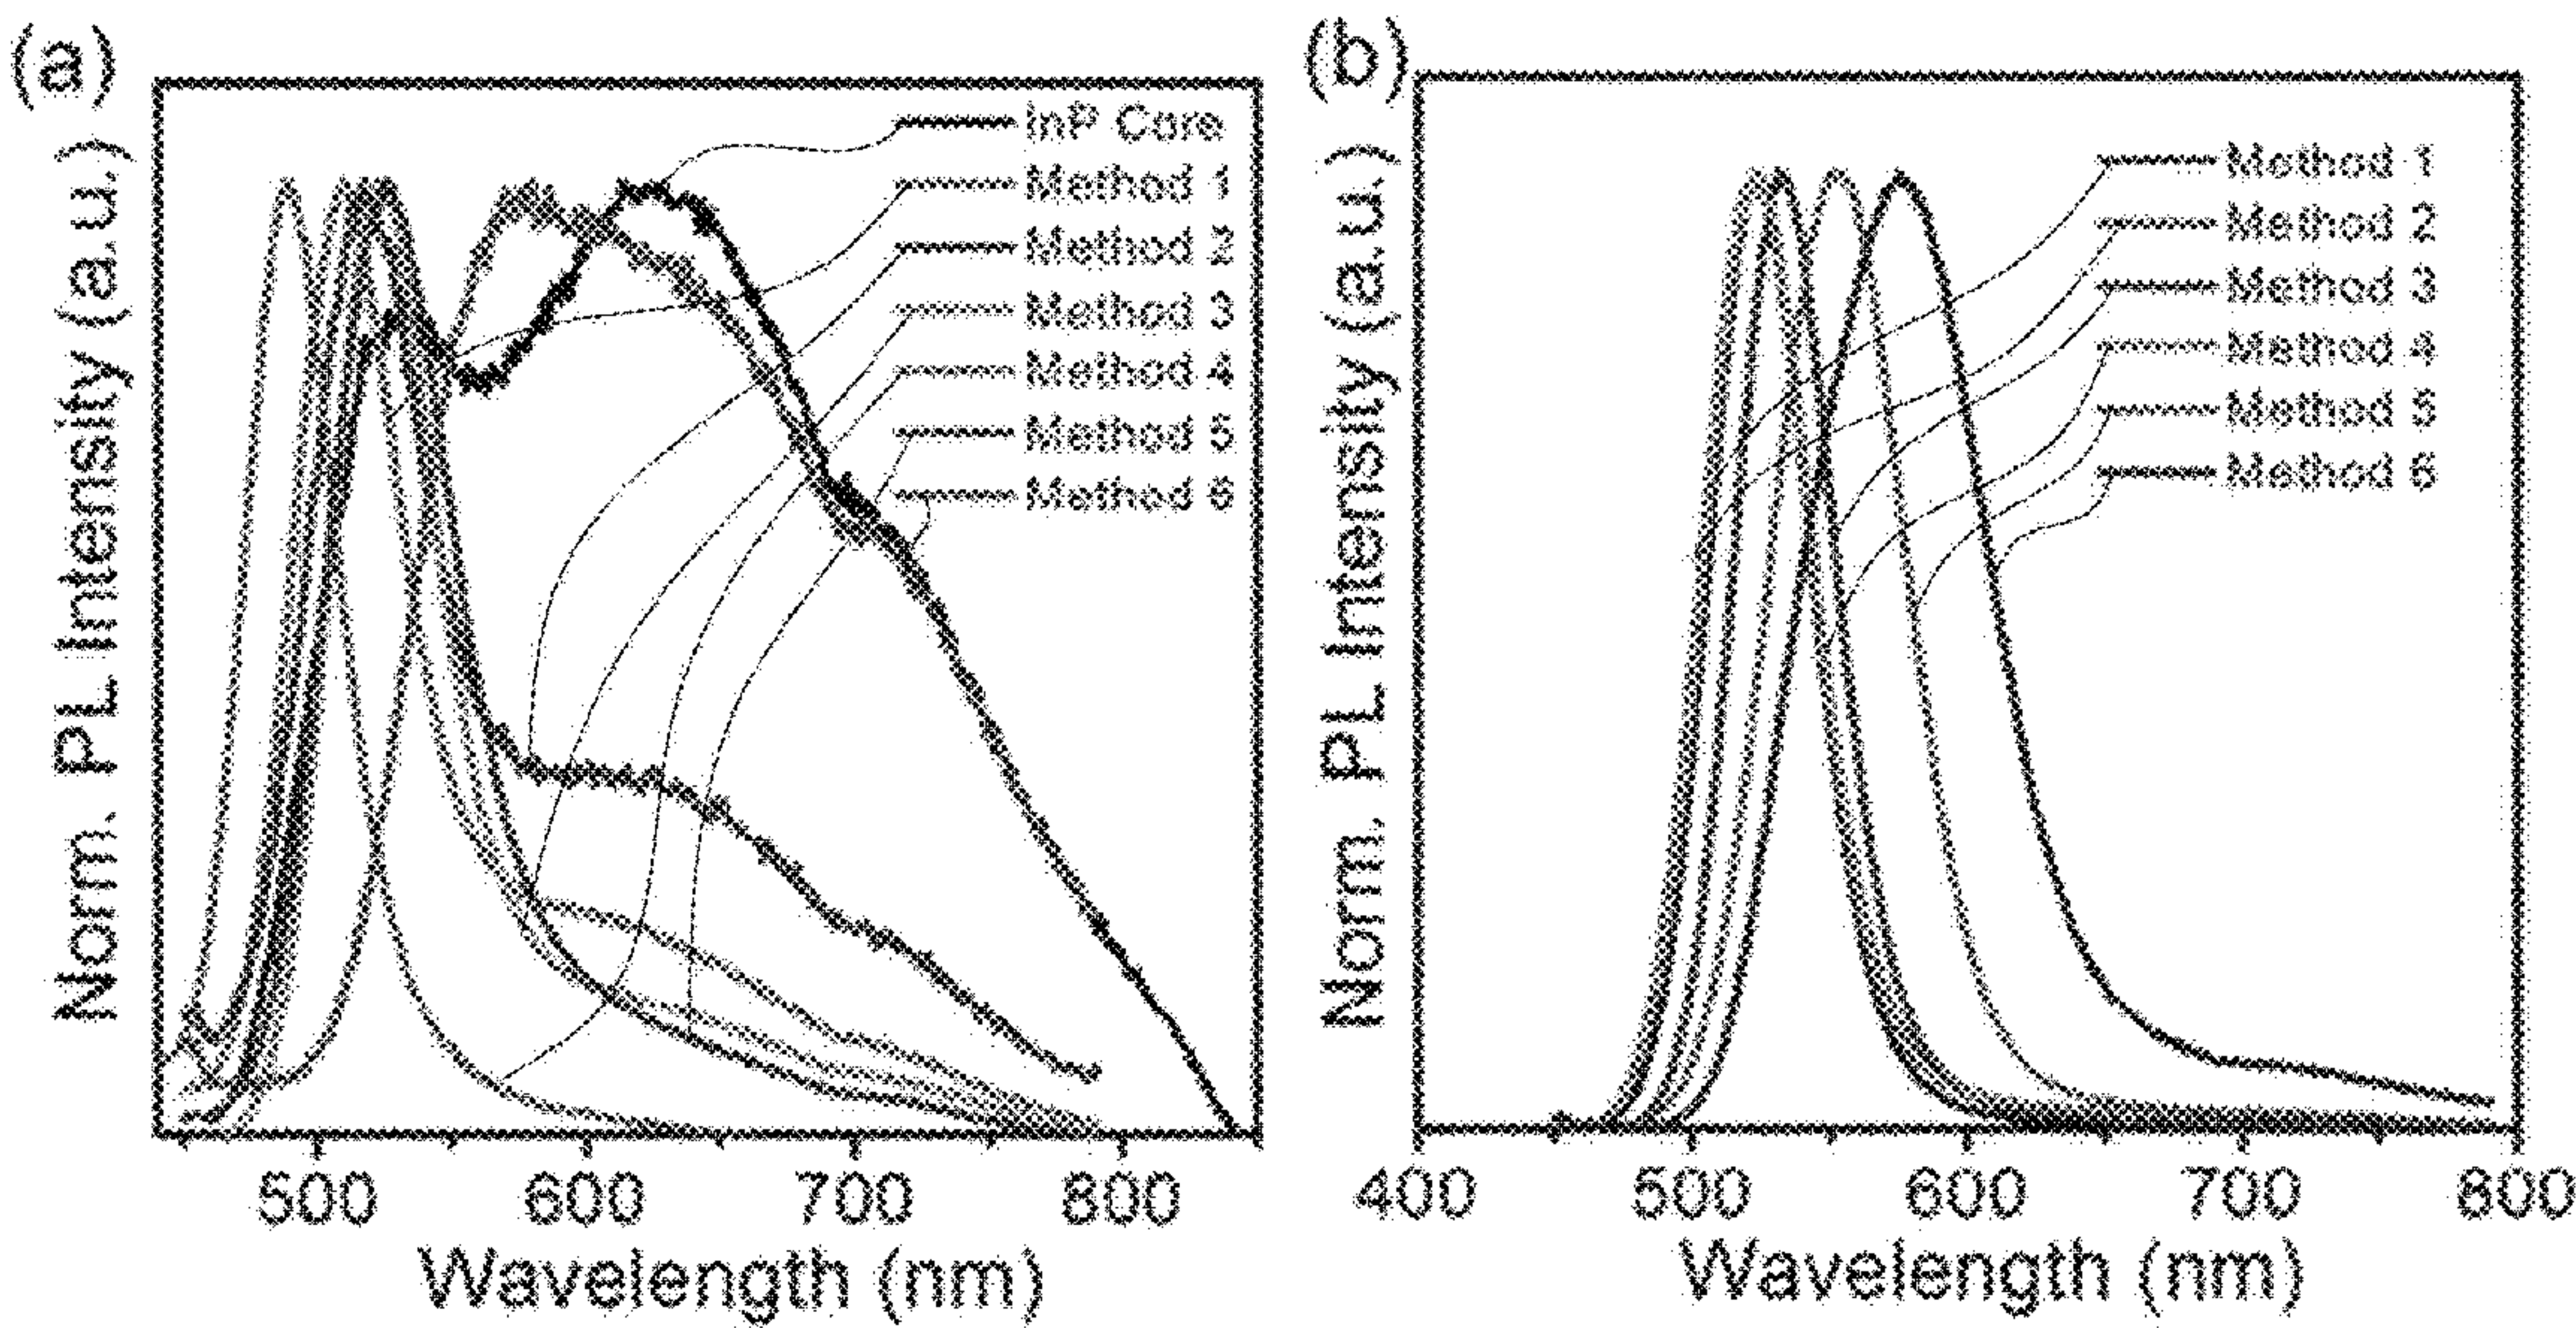 (a)
Norm. PL Intensity (a.u.)
InP Core
Method 1
Method 2
Method 3
Method 4
Method 5
Method 6
500 600 700 800
Wavelength (nm)
(b)
Norm. PL Intensity (a.u.)
Method 1
Method 2
Method 3
Method 4
Method 5
Method 6
400 500 600 700 800
Wavelength (nm)